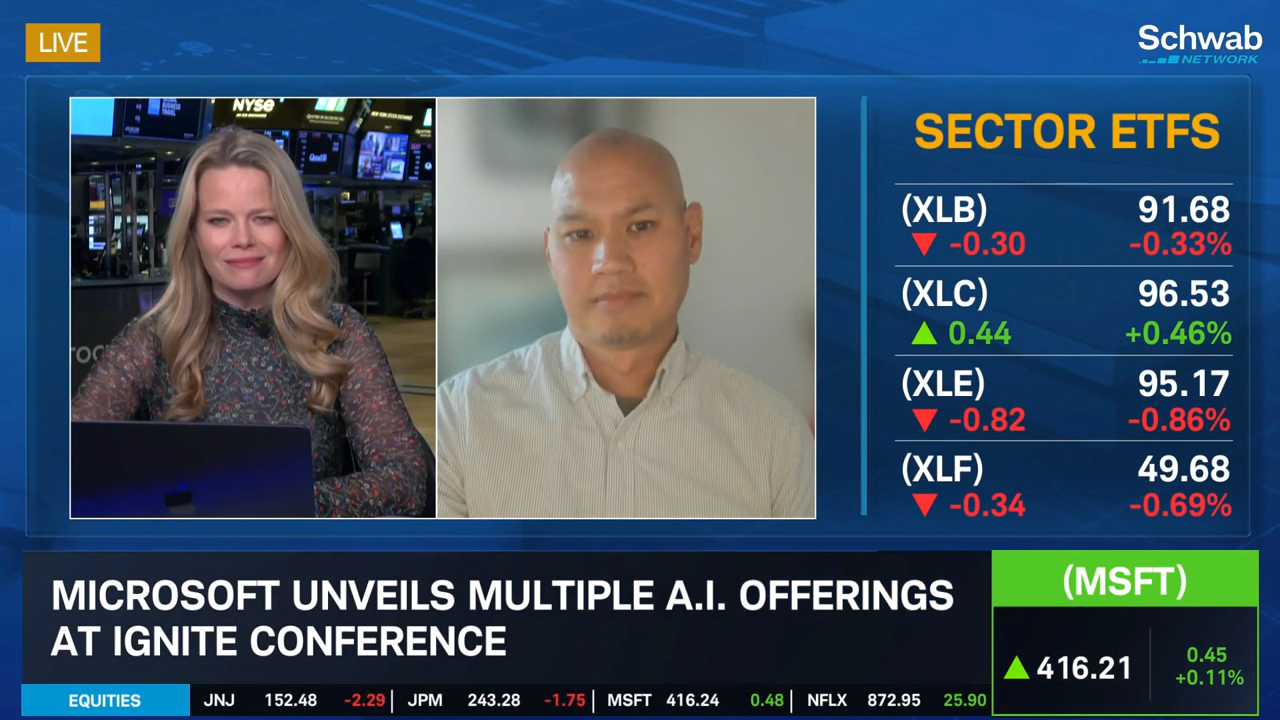 LIVE
Schwab
NETWORK
NYSE
SECTOR ETFS
(XLB) 91.68
▼ -0.30 -0.33%
(XLC) 96.53
▲ 0.44 +0.46%
(XLE) 95.17
▼ -0.82 -0.86%
(XLF) 49.68
▼ -0.34 -0.69%
MICROSOFT UNVEILS MULTIPLE A.I. OFFERINGS
AT IGNITE CONFERENCE
(MSFT)
▲ 416.21 0.45
+0.11%
EQUITIES JNJ 152.48 -2.29 JPM 243.28 -1.75 MSFT 416.24 0.48 NFLX 872.95 25.90